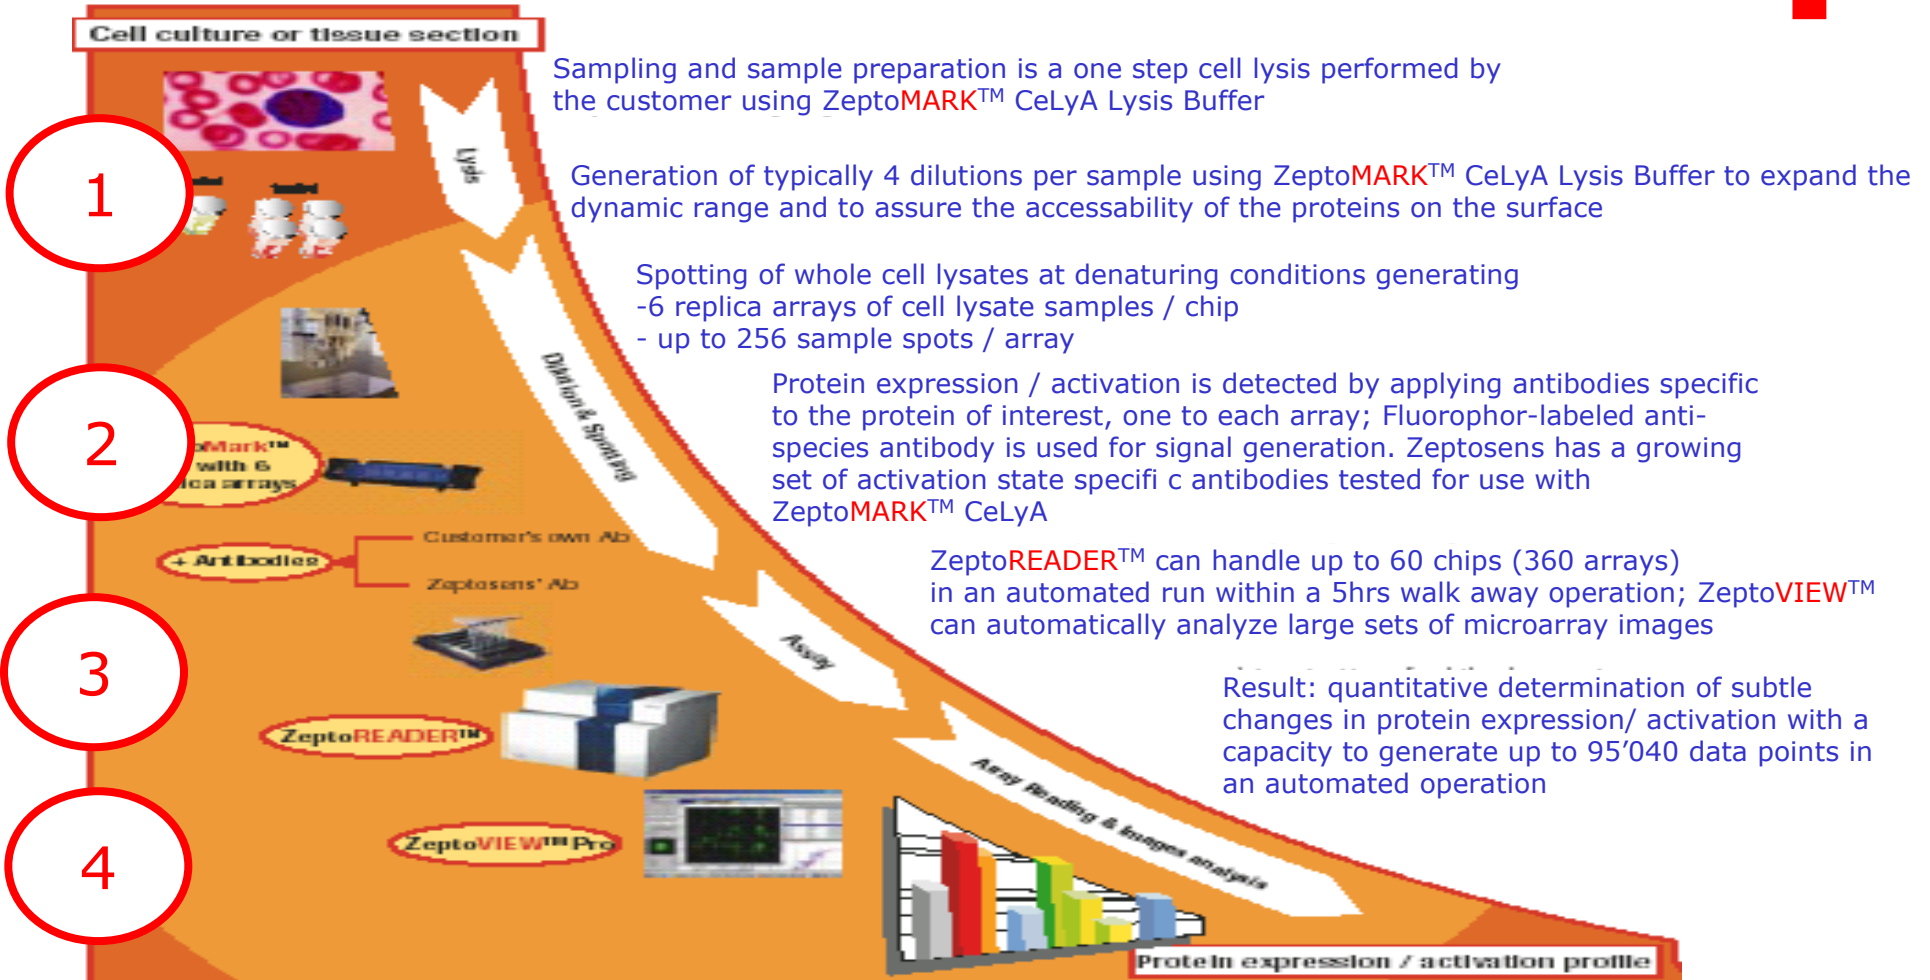 Cell culture or tissue section
Sampling and sample preparation is a one step cell lysis performed by
the customer using ZeptoMARK™ CeLyA Lysis Buffer
Lysis
1
Generation of typically 4 dilutions per sample using ZeptoMARK™ CeLyA Lysis Buffer to expand the
dynamic range and to assure the accessability of the proteins on the surface
Spotting of whole cell lysates at denaturing conditions generating
-6 replica arrays of cell lysate samples / chip
- up to 256 sample spots / array
Dilution & Spotting
Protein expression / activation is detected by applying antibodies specific
to the protein of interest, one to each array; Fluorophor-labeled anti-
species antibody is used for signal generation. Zeptosens has a growing
set of activation state specifi c antibodies tested for use with
ZeptoMARK™ CeLyA
2
Mark™
with 6
ica arrays
+ Antibodies
Customer's own Ab
Zeptosens' Ab
ZeptoREADER™ can handle up to 60 chips (360 arrays)
in an automated run within a 5hrs walk away operation; ZeptoVIEW™
can automatically analyze large sets of microarray images
Assay
3
Result: quantitative determination of subtle
changes in protein expression/ activation with a
capacity to generate up to 95’040 data points in
an automated operation
ZeptoREADER™
Array Reading & Images analysis
ZeptoVIEW™ Pro
4
Protein expression / activation profile